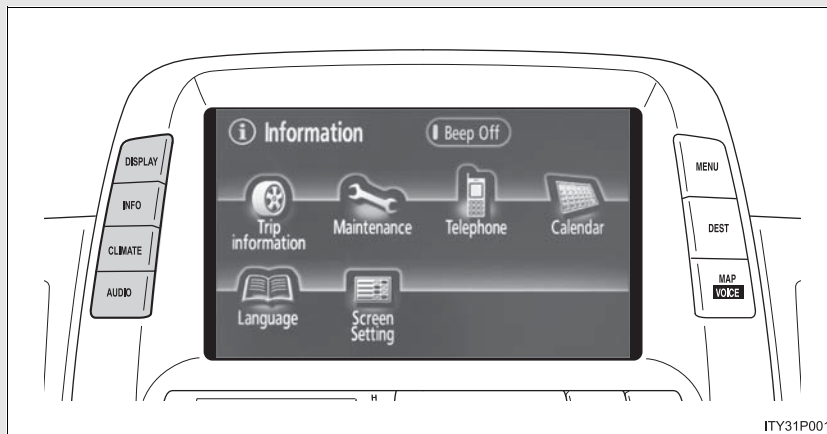 DISPLAY
INFO
CLIMATE
AUDIO
i Information
Beep Off
Trip
information
Maintenance
Telephone
Calendar
Language
Screen
Setting
MENU
DEST
MAP
VOICE
H
ITY31P001